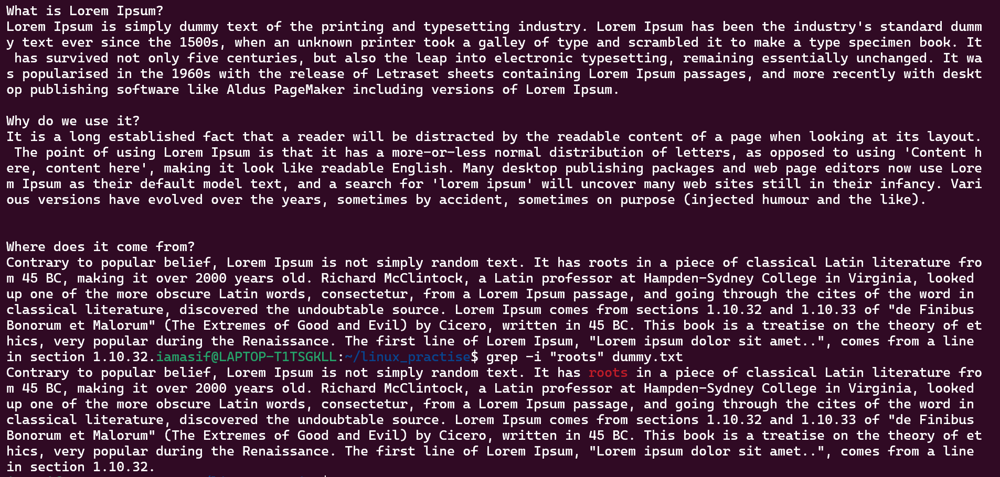 What is Lorem Ipsum?
Lorem Ipsum is simply dummy text of the printing and typesetting industry. Lorem Ipsum has been the industry's standard dumm
y text ever since the 1500s, when an unknown printer took a galley of type and scrambled it to make a type specimen book. It
 has survived not only five centuries, but also the leap into electronic typesetting, remaining essentially unchanged. It wa
s popularised in the 1960s with the release of Letraset sheets containing Lorem Ipsum passages, and more recently with deskt
op publishing software like Aldus PageMaker including versions of Lorem Ipsum.

Why do we use it?
It is a long established fact that a reader will be distracted by the readable content of a page when looking at its layout.
 The point of using Lorem Ipsum is that it has a more-or-less normal distribution of letters, as opposed to using 'Content h
ere, content here', making it look like readable English. Many desktop publishing packages and web page editors now use Lore
m Ipsum as their default model text, and a search for 'lorem ipsum' will uncover many web sites still in their infancy. Vari
ous versions have evolved over the years, sometimes by accident, sometimes on purpose (injected humour and the like).


Where does it come from?
Contrary to popular belief, Lorem Ipsum is not simply random text. It has roots in a piece of classical Latin literature fro
m 45 BC, making it over 2000 years old. Richard McClintock, a Latin professor at Hampden-Sydney College in Virginia, looked
up one of the more obscure Latin words, consectetur, from a Lorem Ipsum passage, and going through the cites of the word in
classical literature, discovered the undoubtable source. Lorem Ipsum comes from sections 1.10.32 and 1.10.33 of "de Finibus
Bonorum et Malorum" (The Extremes of Good and Evil) by Cicero, written in 45 BC. This book is a treatise on the theory of et
hics, very popular during the Renaissance. The first line of Lorem Ipsum, "Lorem ipsum dolor sit amet..", comes from a line
in section 1.10.32.iamasif@LAPTOP-T1TSGKLL:~/linux_practise$ grep -i "roots" dummy.txt
Contrary to popular belief, Lorem Ipsum is not simply random text. It has roots in a piece of classical Latin literature fro
m 45 BC, making it over 2000 years old. Richard McClintock, a Latin professor at Hampden-Sydney College in Virginia, looked
up one of the more obscure Latin words, consectetur, from a Lorem Ipsum passage, and going through the cites of the word in
classical literature, discovered the undoubtable source. Lorem Ipsum comes from sections 1.10.32 and 1.10.33 of "de Finibus
Bonorum et Malorum" (The Extremes of Good and Evil) by Cicero, written in 45 BC. This book is a treatise on the theory of et
hics, very popular during the Renaissance. The first line of Lorem Ipsum, "Lorem ipsum dolor sit amet..", comes from a line
in section 1.10.32.